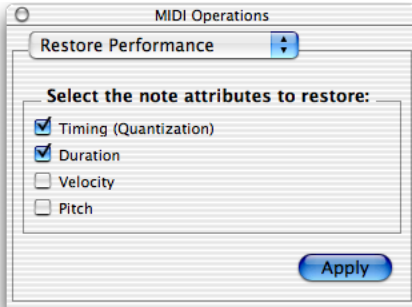 MIDI Operations
Restore Performance
Select the note attributes to restore:
Timing (Quantization)
Duration
Velocity
Pitch
Apply